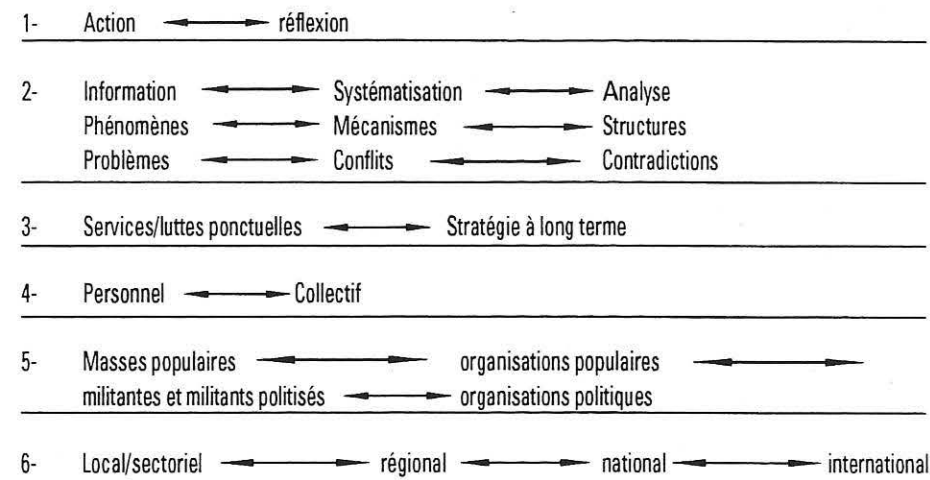 1- Action ↔ réflexion
2- Information ↔ Systématisation ↔ Analyse
Phénomènes ↔ Mécanismes ↔ Structures
Problèmes ↔ Conflits ↔ Contradictions
3- Services/luttes ponctuelles ↔ Stratégie à long terme
4- Personnel ↔ Collectif
5- Masses populaires ↔ organisations populaires ↔
militantes et militants politisés ↔ organisations politiques
6- Local/sectoriel ↔ régional ↔ national ↔ international